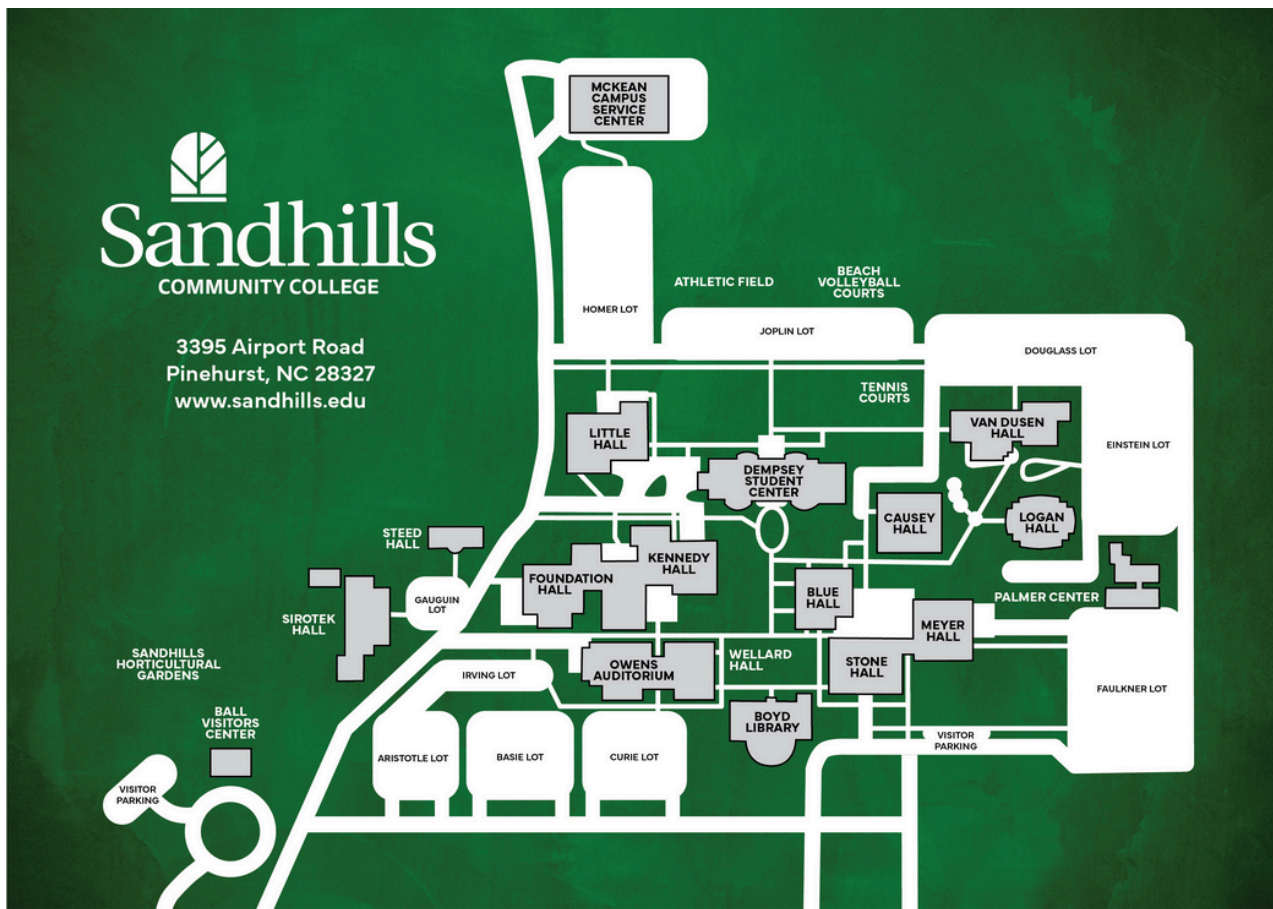 MCKEAN
CAMPUS
SERVICE
CENTER
Sandhills
COMMUNITY COLLEGE
3395 Airport Road
Pinehurst, NC 28327
www.sandhills.edu
HOMER LOT
ATHLETIC FIELD
BEACH
VOLLEYBALL
COURTS
JOPLIN LOT
DOUGLASS LOT
TENNIS
COURTS
LITTLE
HALL
VAN DUSEN
HALL
EINSTEIN LOT
DEMPSEY
STUDENT
CENTER
CAUSEY
HALL
LOGAN
HALL
STEED
HALL
KENNEDY
HALL
FOUNDATION
HALL
GAUGUIN
LOT
BLUE
HALL
PALMER CENTER
SIROTEK
HALL
MEYER
HALL
SANDHILLS
HORTICULTURAL
GARDENS
IRVING LOT
OWENS
AUDITORIUM
WELLARD
HALL
STONE
HALL
FAULKNER LOT
BALL
VISITORS
CENTER
BOYD
LIBRARY
VISITOR
PARKING
ARISTOTLE LOT
BASIE LOT
CURIE LOT
VISITOR
PARKING